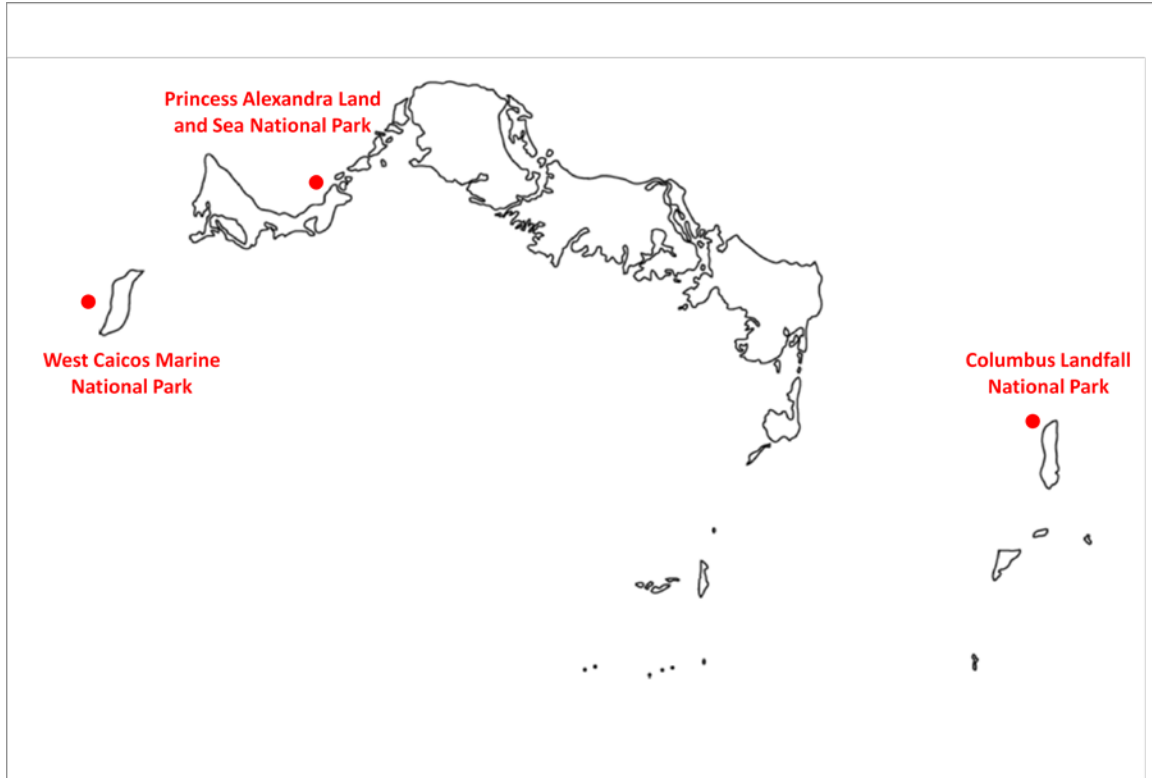 Princess Alexandra Land
and Sea National Park
West Caicos Marine
National Park
Columbus Landfall
National Park